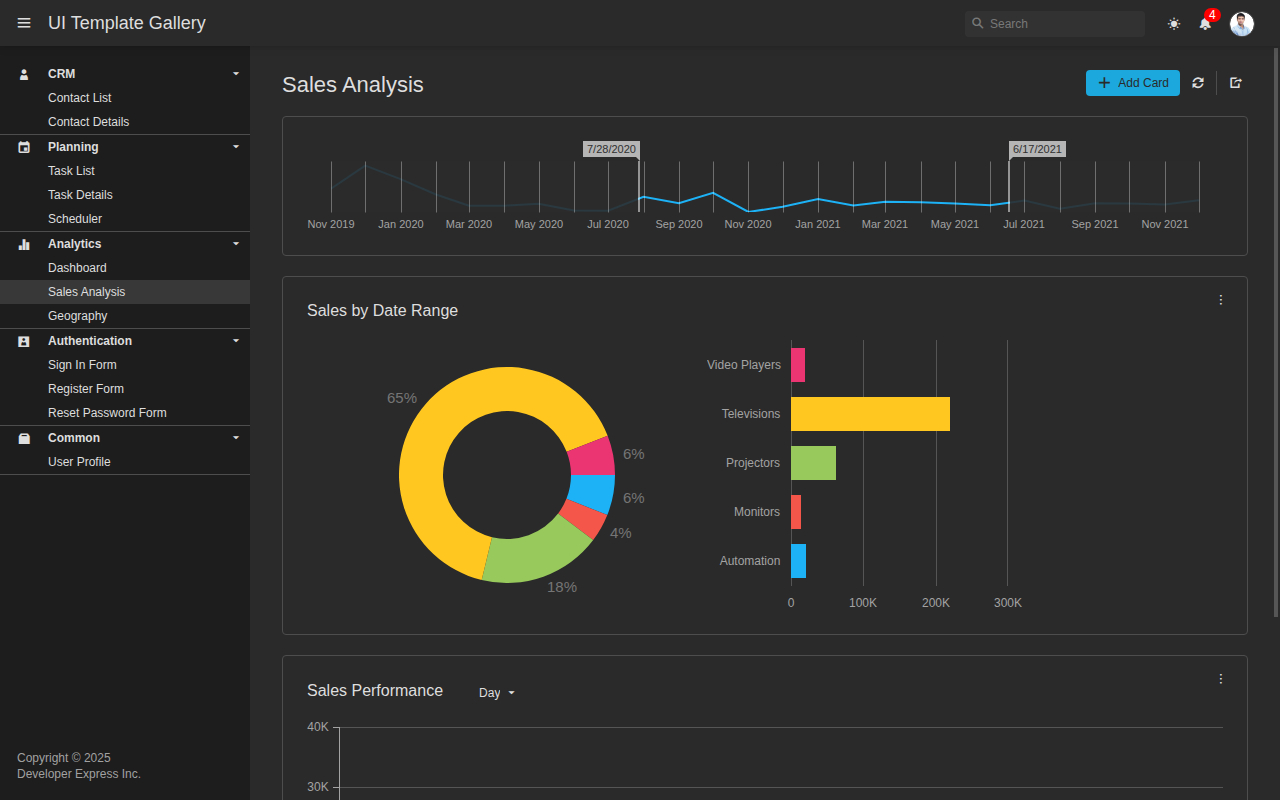 UI Template Gallery
Search
4
CRM
Contact List
Contact Details
Planning
Task List
Task Details
Scheduler
Analytics
Dashboard
Sales Analysis
Geography
Authentication
Sign In Form
Register Form
Reset Password Form
Common
User Profile
Copyright © 2025
Developer Express Inc.
Sales Analysis
Add Card
7/28/2020
6/17/2021
Nov 2019 Jan 2020 Mar 2020 May 2020 Jul 2020 Sep 2020 Nov 2020 Jan 2021 Mar 2021 May 2021 Jul 2021 Sep 2021 Nov 2021
Sales by Date Range
65%
6%
6%
4%
18%
Video Players
Televisions
Projectors
Monitors
Automation
0 100K 200K 300K
Sales Performance Day
40K
30K